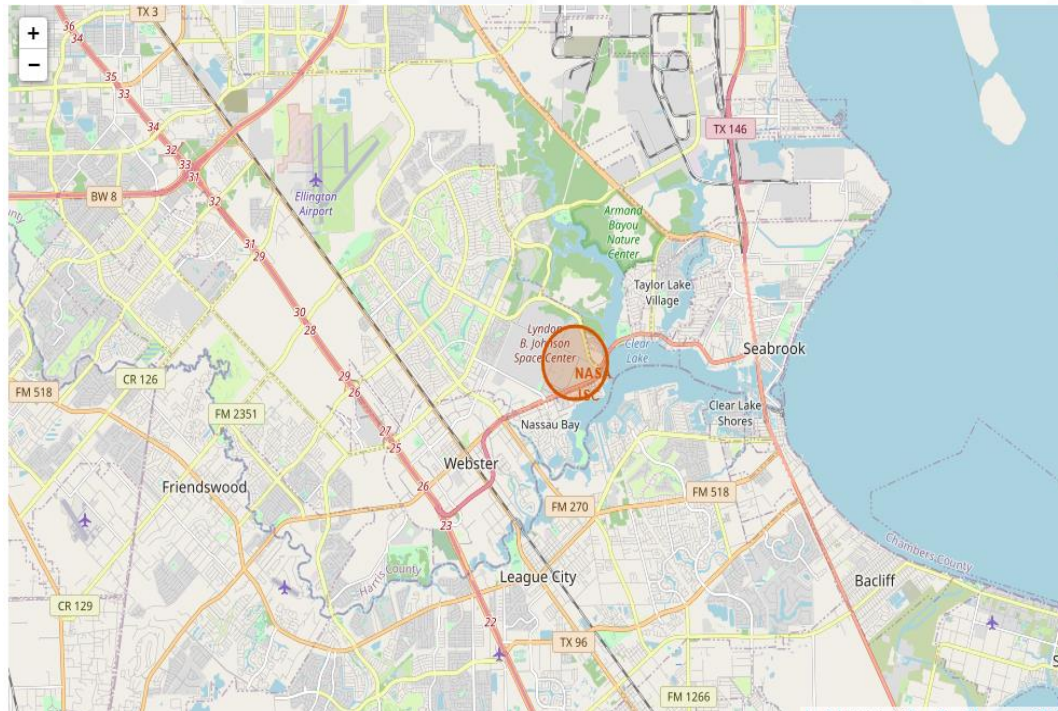 TX 3
+
−
36
34
35
33
34
32
33
31
32
BW 8
Ellington
Airport
TX 146
Armand
Bayou
Nature
Center
31
29
Taylor Lake
Village
30
28
Lyndon
B. Johnson
Space Center
Clear
Lake
Seabrook
NASA
JSC
CR 126
FM 518
29
26
FM 2351
Nassau Bay
Clear Lake
Shores
27
25
Webster
26
Friendswood
FM 518
FM 270
23
Chambers County
Harris County
League City
Bacliff
CR 129
22
TX 96
FM 1266